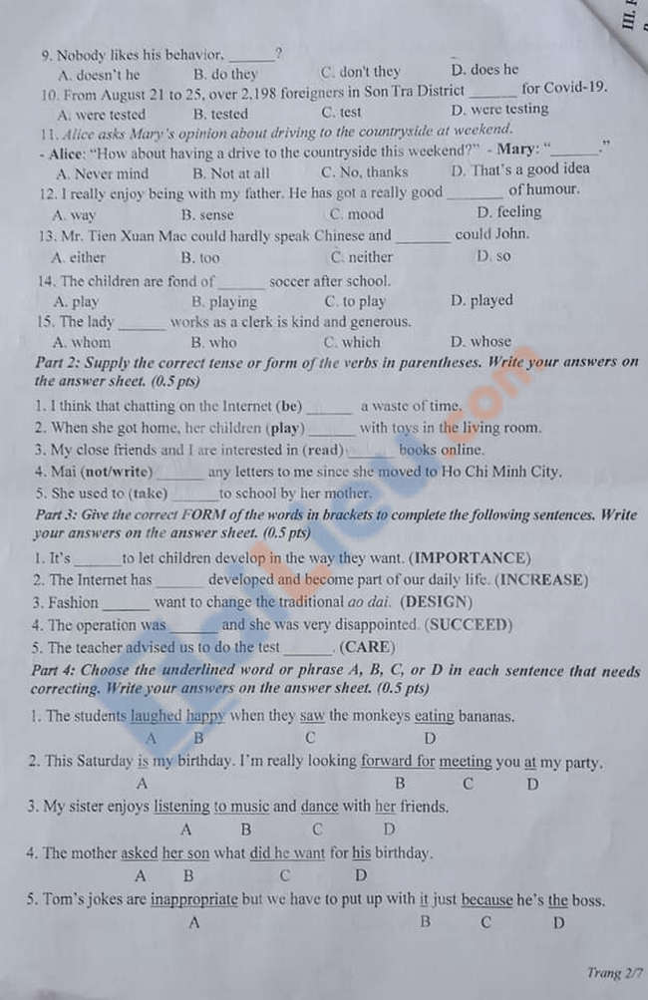 III.
9. Nobody likes his behavior, ______?
A. doesn't he B. do they C. don't they D. does he
10. From August 21 to 25, over 2,198 foreigners in Son Tra District ______ for Covid-19.
A. were tested B. tested C. test D. were testing
11. Alice asks Mary's opinion about driving to the countryside at weekend.
- Alice: "How about having a drive to the countryside this weekend?" - Mary: "______."
A. Never mind B. Not at all C. No, thanks D. That's a good idea
12. I really enjoy being with my father. He has got a really good ______ of humour.
A. way B. sense C. mood D. feeling
13. Mr. Tien Xuan Mac could hardly speak Chinese and ______ could John.
A. either B. too C. neither D. so
14. The children are fond of ______ soccer after school.
A. play B. playing C. to play D. played
15. The lady ______ works as a clerk is kind and generous.
A. whom B. who C. which D. whose
Part 2: Supply the correct tense or form of the verbs in parentheses. Write your answers on
the answer sheet. (0.5 pts)
1. I think that chatting on the Internet (be) ______ a waste of time.
2. When she got home, her children (play) ______ with toys in the living room.
3. My close friends and I are interested in (read) ______ books online.
4. Mai (not/write) ______ any letters to me since she moved to Ho Chi Minh City.
5. She used to (take) ______ to school by her mother.
Part 3: Give the correct FORM of the words in brackets to complete the following sentences. Write
your answers on the answer sheet. (0.5 pts)
1. It's ______ to let children develop in the way they want. (IMPORTANCE)
2. The Internet has ______ developed and become part of our daily life. (INCREASE)
3. Fashion ______ want to change the traditional ao dai. (DESIGN)
4. The operation was ______ and she was very disappointed. (SUCCEED)
5. The teacher advised us to do the test ______. (CARE)
Part 4: Choose the underlined word or phrase A, B, C, or D in each sentence that needs
correcting. Write your answers on the answer sheet. (0.5 pts)
1. The students laughed happy when they saw the monkeys eating bananas.
A B C D
2. This Saturday is my birthday. I'm really looking forward for meeting you at my party.
A B C D
3. My sister enjoys listening to music and dance with her friends.
A B C D
4. The mother asked her son what did he want for his birthday.
A B C D
5. Tom's jokes are inappropriate but we have to put up with it just because he's the boss.
A B C D
Trang 2/7
TaiLieu.com